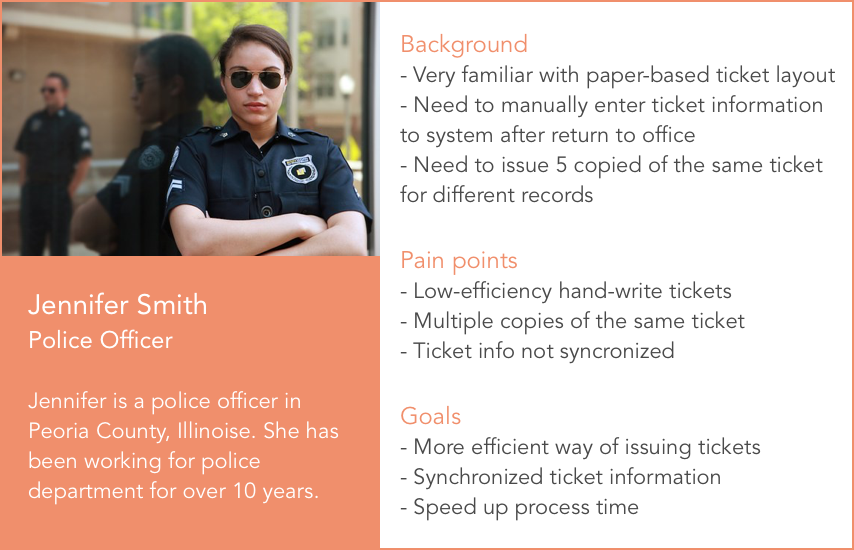 Jennifer Smith
Police Officer
Jennifer is a police officer in
Peoria County, Illinoise. She has
been working for police
department for over 10 years.
Background
- Very familiar with paper-based ticket layout
- Need to manually enter ticket information
to system after return to office
- Need to issue 5 copied of the same ticket
for different records
Pain points
- Low-efficiency hand-write tickets
- Multiple copies of the same ticket
- Ticket info not syncronized
Goals
- More efficient way of issuing tickets
- Synchronized ticket information
- Speed up process time